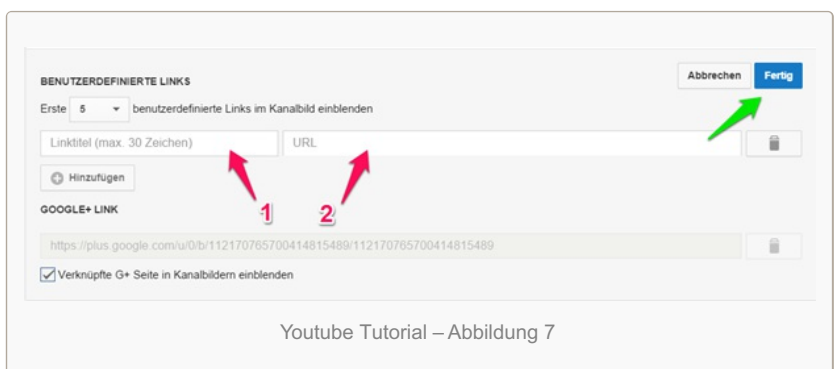 BENUTZERDEFINIERTE LINKS
Abbrechen Fertig
Erste 5 benutzerdefinierte Links im Kanalbild einblenden
Linktitel (max. 30 Zeichen) URL
Hinzufügen
1 2
GOOGLE+ LINK
https://plus.google.com/u/0/b/112170765700414815489/112170765700414815489
Verknüpfte G+ Seite in Kanalbildern einblenden
Youtube Tutorial – Abbildung 7